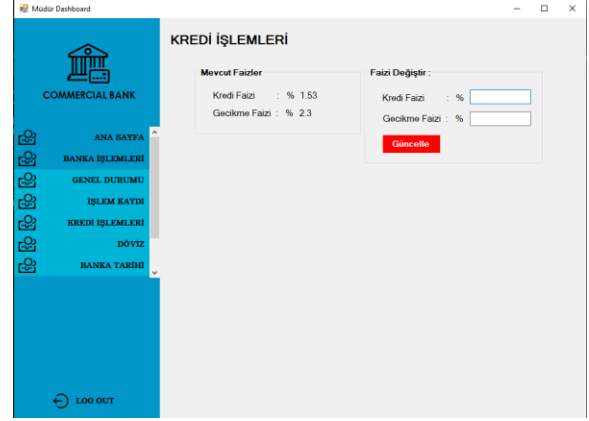 Müdür Dashboard
COMMERCIAL BANK
ANA SAYFA
BANKA İŞLEMLERİ
GENEL DURUMU
İŞLEM KAYDI
KREDİ İŞLEMLERİ
DÖVİZ
BANKA TARİHİ
LOG OUT
KREDİ İŞLEMLERİ
Mevcut Faizler
Kredi Faizi : % 1.53
Gecikme Faizi : % 2.3
Faizi Değiştir :
Kredi Faizi : %
Gecikme Faizi : %
Güncelle